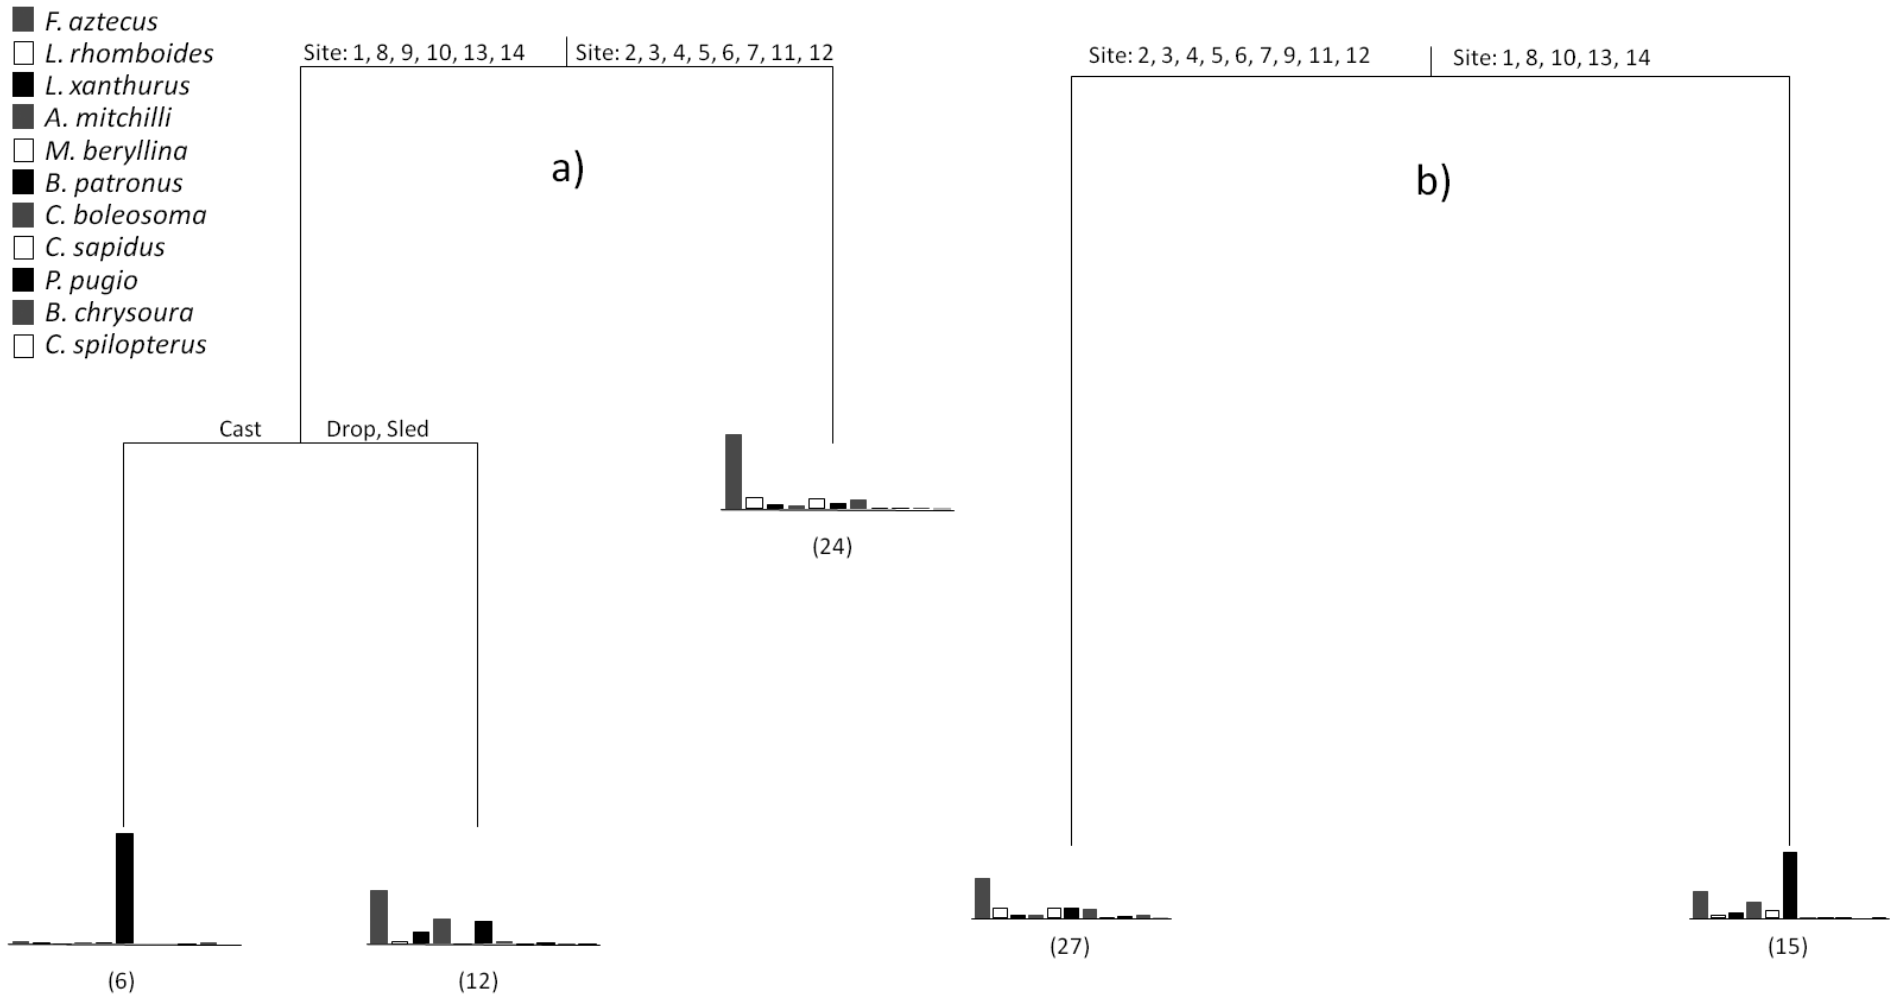 F. aztecus
L. rhomboides
L. xanthurus
A. mitchilli
M. beryllina
B. patronus
C. boleosoma
C. sapidus
P. pugio
B. chrysoura
C. spilopterus
Site: 1, 8, 9, 10, 13, 14
Site: 2, 3, 4, 5, 6, 7, 11, 12
a)
Cast
Drop, Sled
(24)
(6)
(12)
Site: 2, 3, 4, 5, 6, 7, 9, 11, 12
Site: 1, 8, 10, 13, 14
b)
(27)
(15)